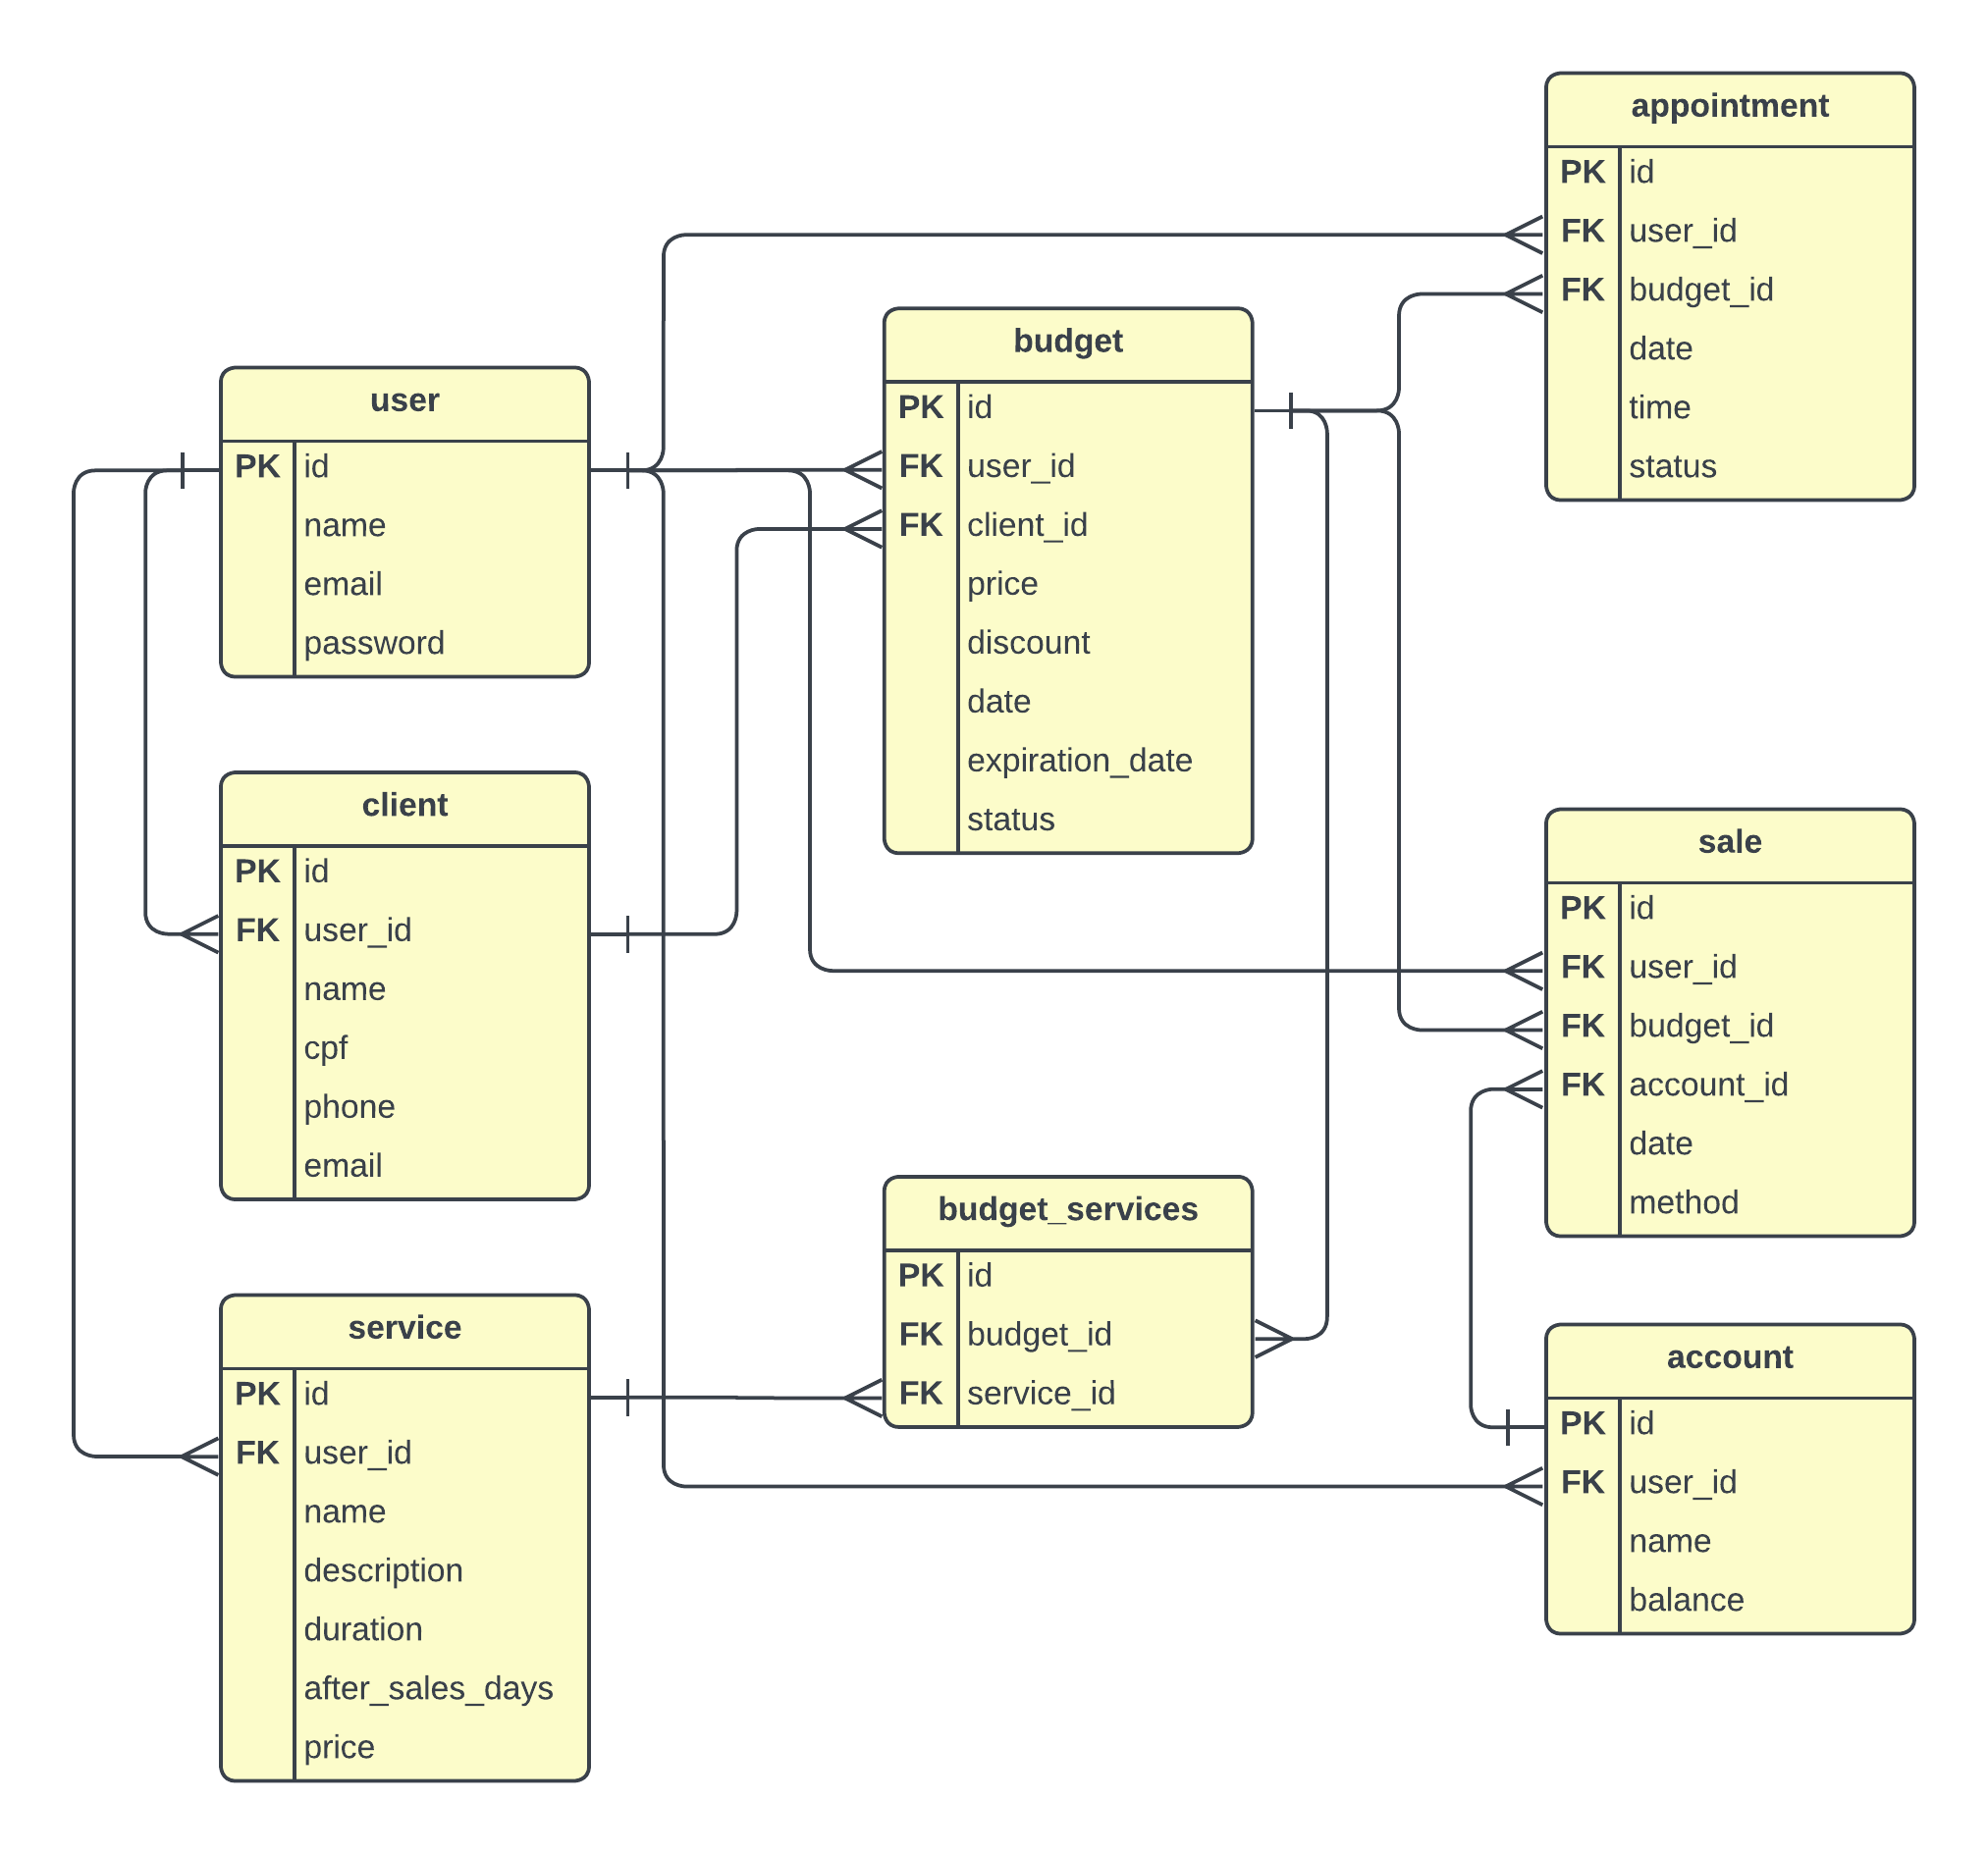 user
PK id
name
email
password
client
PK id
FK user_id
name
cpf
phone
email
service
PK id
FK user_id
name
description
duration
after_sales_days
price
budget
PK id
FK user_id
FK client_id
price
discount
date
expiration_date
status
budget_services
PK id
FK budget_id
FK service_id
appointment
PK id
FK user_id
FK budget_id
date
time
status
sale
PK id
FK user_id
FK budget_id
FK account_id
date
method
account
PK id
FK user_id
name
balance